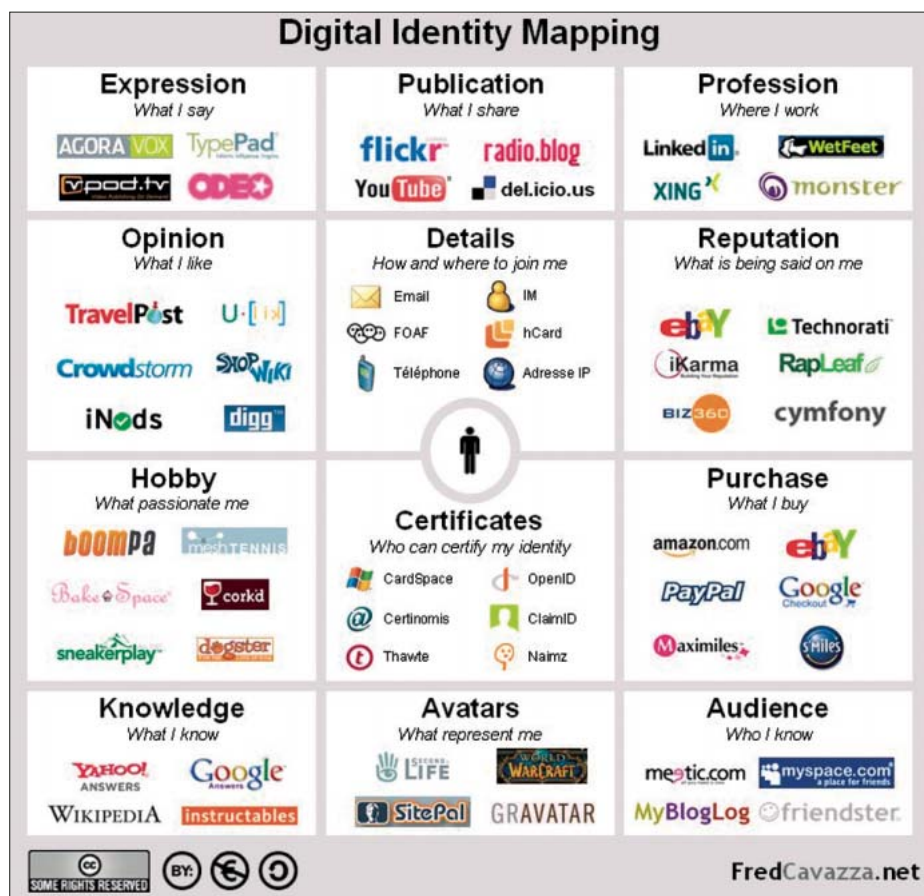 Digital Identity Mapping
Expression
What I say
AGORAVOX TypePad
vpod.tv ODEO
Publication
What I share
flickr radio.blog
YouTube del.icio.us
Profession
Where I work
LinkedIn WetFeet
XING monster
Opinion
What I like
TravelPost U·[lik]
Crowdstorm SHOPWIKI
iNods digg
Details
How and where to join me
Email IM
FOAF hCard
Téléphone Adresse IP
Reputation
What is being said on me
ebay Technorati
iKarma RapLeaf
BIZ360 cymfony
Hobby
What passionate me
boompa meshTENNIS
BakeSpace cork'd
sneakerplay dogster
Certificates
Who can certify my identity
CardSpace OpenID
Certinomis ClaimID
Thawte Naimz
Purchase
What I buy
amazon.com ebay
PayPal Google Checkout
Maximiles s'Miles
Knowledge
What I know
YAHOO! ANSWERS Google Answers
WIKIPEDIA instructables
Avatars
What represent me
SECOND LIFE WORLD WARCRAFT
SitePal GRAVATAR
Audience
Who I know
meetic.com myspace.com a place for friends
MyBlogLog friendster
cc
SOME RIGHTS RESERVED
BY:
FredCavazza.net